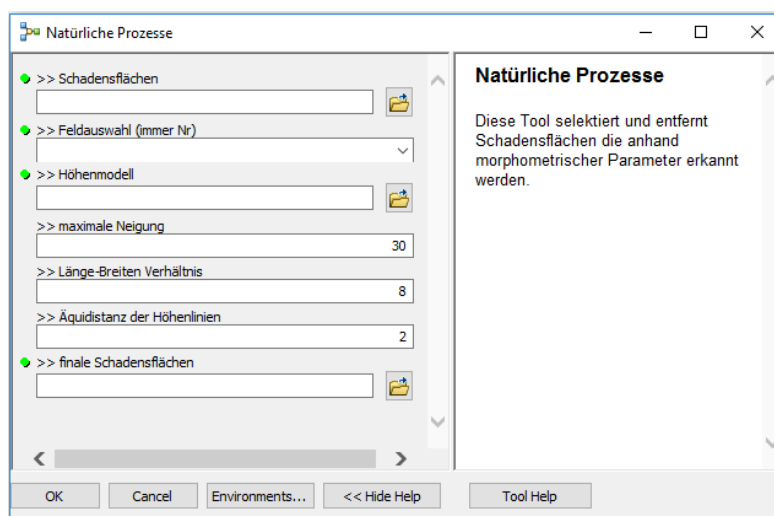 Natürliche Prozesse
>> Schadensflächen
>> Feldauswahl (immer Nr)
>> Höhenmodell
>> maximale Neigung
30
>> Länge-Breiten Verhältnis
8
>> Äquidistanz der Höhenlinien
2
>> finale Schadensflächen
Natürliche Prozesse
Diese Tool selektiert und entfernt
Schadensflächen die anhand
morphometrischer Parameter erkannt
werden.
OK
Cancel
Environments...
<< Hide Help
Tool Help